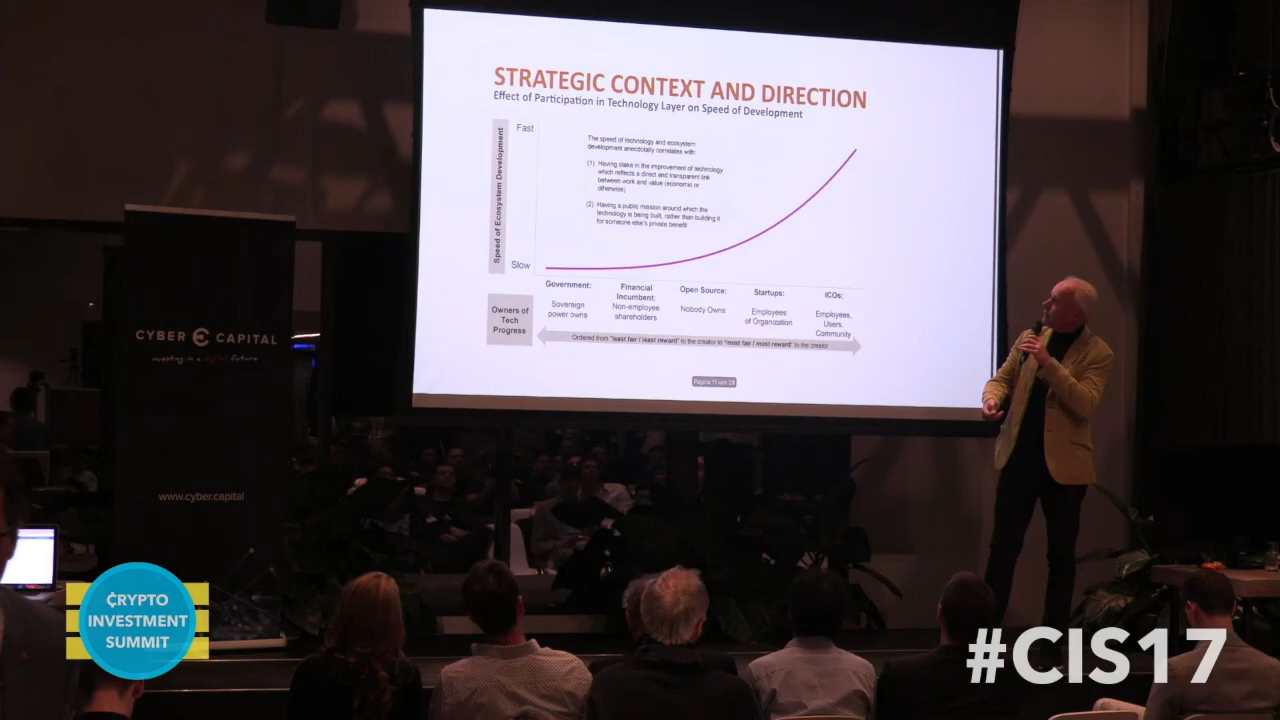 STRATEGIC CONTEXT AND DIRECTION
Effect of Participation in Technology Layer on Speed of Development
Speed of Ecosystem Development
Fast
Slow
The speed of technology and ecosystem
development anecdotally correlates with:
(1) Having stake in the improvement of technology
which reflects a direct and transparent link
between work and value (economic or
otherwise)
(2) Having a public mission around which the
technology is being built, rather than building it
for someone else's private benefit
Government:
Sovereign
power owns
Financial
Incumbent:
Non-employee
shareholders
Open Source:
Nobody Owns
Startups:
Employees
of Organization
ICOs:
Employees,
Users,
Community
Owners of
Tech
Progress
Ordered from "least fair / least reward" to the creator to "most fair / most reward" to the creator
Pagina 11 van 28
CYBER CAPITAL
investing in a digital future
www.cyber.capital
CRYPTO
INVESTMENT
SUMMIT
#CIS17